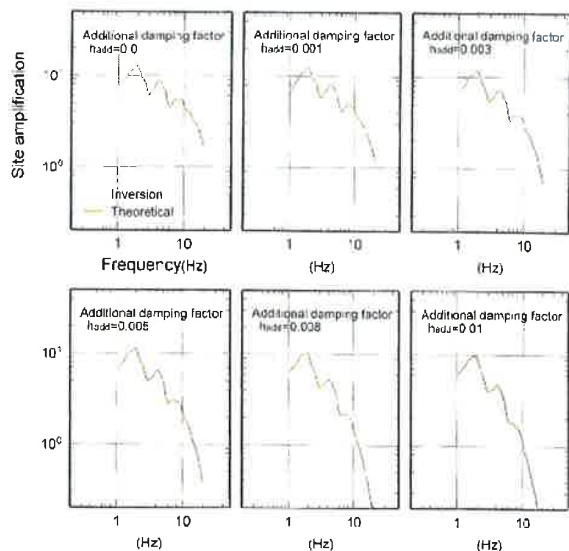 Additional damping factor
hadd=0.0
Additional damping factor
hadd=0.001
Additional damping factor
hadd=0.003
Site amplification
10¹
10⁰
Inversion
Theoretical
1 10
Frequency(Hz)
1 10
(Hz)
1 10
(Hz)
Additional damping factor
hadd=0.005
Additional damping factor
hadd=0.008
Additional damping factor
hadd=0.01
10¹
10⁰
1 10
(Hz)
1 10
(Hz)
1 10
(Hz)